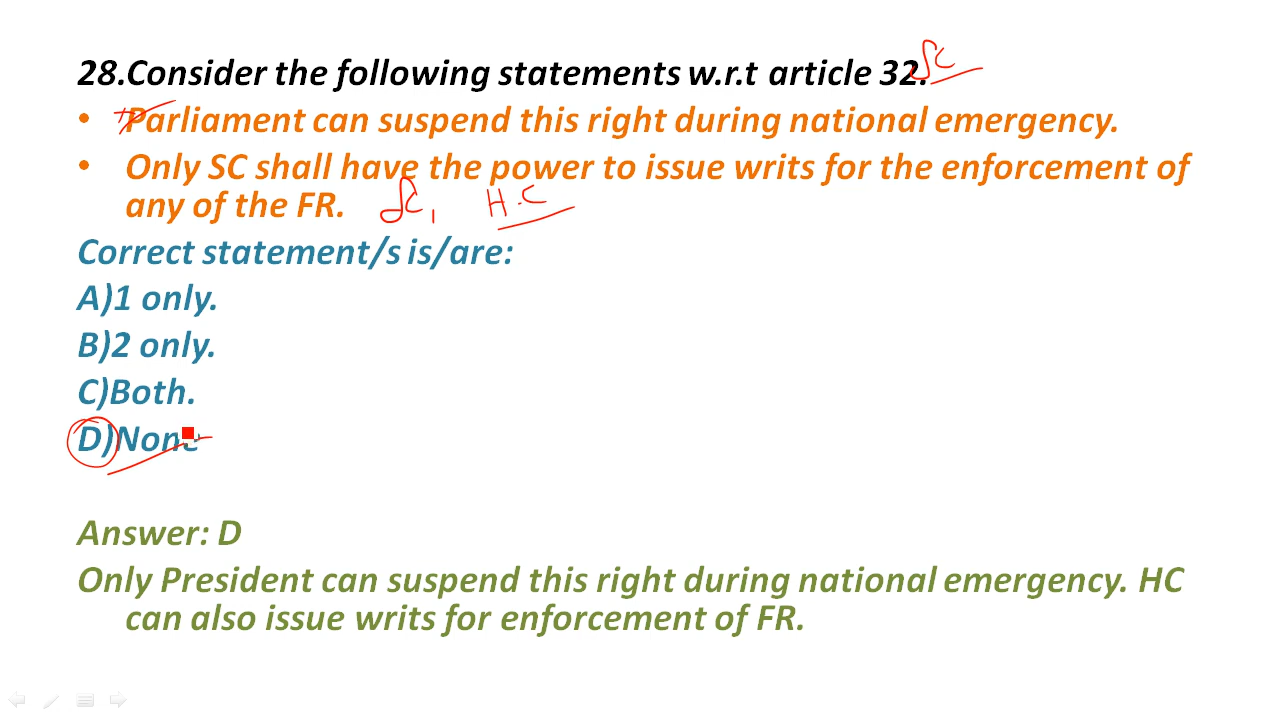 28.Consider the following statements w.r.t article 32.
SC
• Parliament can suspend this right during national emergency.
• Only SC shall have the power to issue writs for the enforcement of
any of the FR.
SC, H.C
Correct statement/s is/are:
A)1 only.
B)2 only.
C)Both.
D)None
Answer: D
Only President can suspend this right during national emergency. HC
can also issue writs for enforcement of FR.